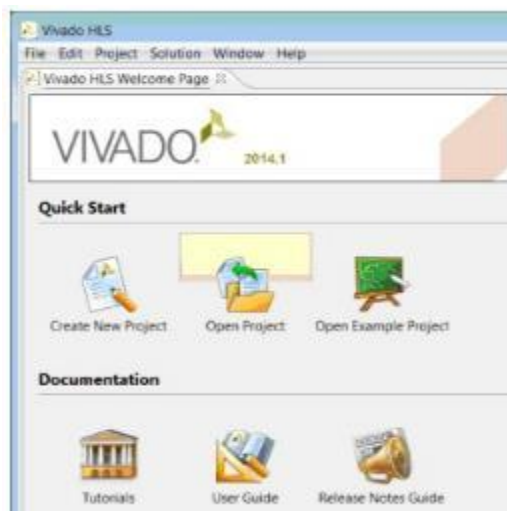 Vivado HLS
File Edit Project Solution Window Help
Vivado HLS Welcome Page
VIVADO. 2014.1
Quick Start
Create New Project Open Project Open Example Project
Documentation
Tutorials User Guide Release Notes Guide